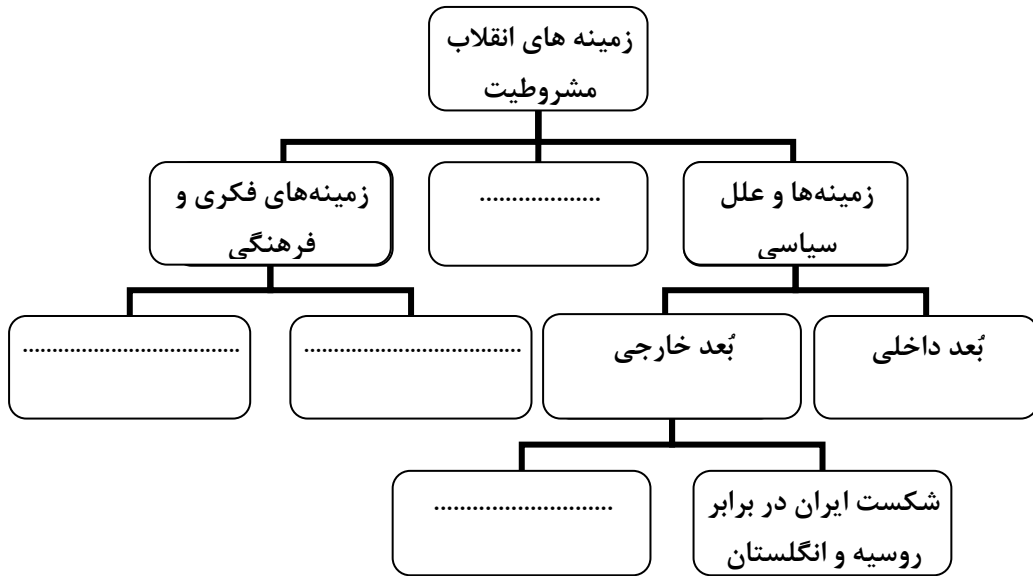 زمینه های انقلاب
مشروطیت
زمینه‌ها و علل
سیاسی
....................
زمینه‌های فکری و
فرهنگی
بُعد داخلی
بُعد خارجی
....................................
....................................
شکست ایران در برابر
روسیه و انگلستان
..............................